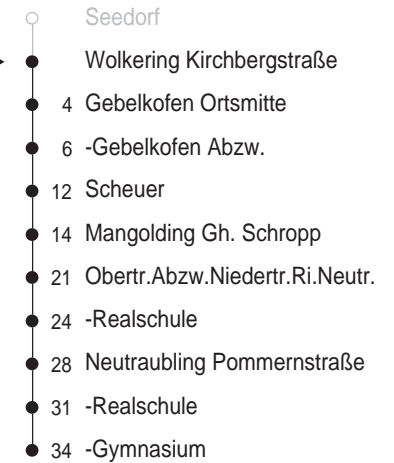 Seedorf
Wolkering Kirchbergstraße
4 Gebelkofen Ortsmitte
6 -Gebelkofen Abzw.
12 Scheuer
14 Mangolding Gh. Schropp
21 Obertr.Abzw.Niedertr.Ri.Neutr.
24 -Realschule
28 Neutraubling Pommernstraße
31 -Realschule
34 -Gymnasium